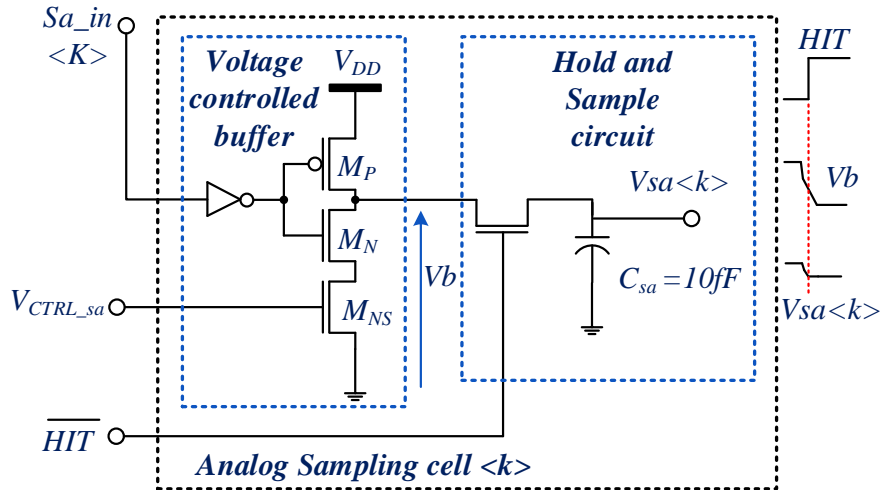 Sa_in
<K>
Voltage
controlled
buffer
V_DD
M_P
M_N
M_NS
V_CTRL_sa
HIT
Vb
Hold and
Sample
circuit
Vsa<k>
C_sa =10fF
Analog Sampling cell <k>
HIT
Vb
Vsa<k>